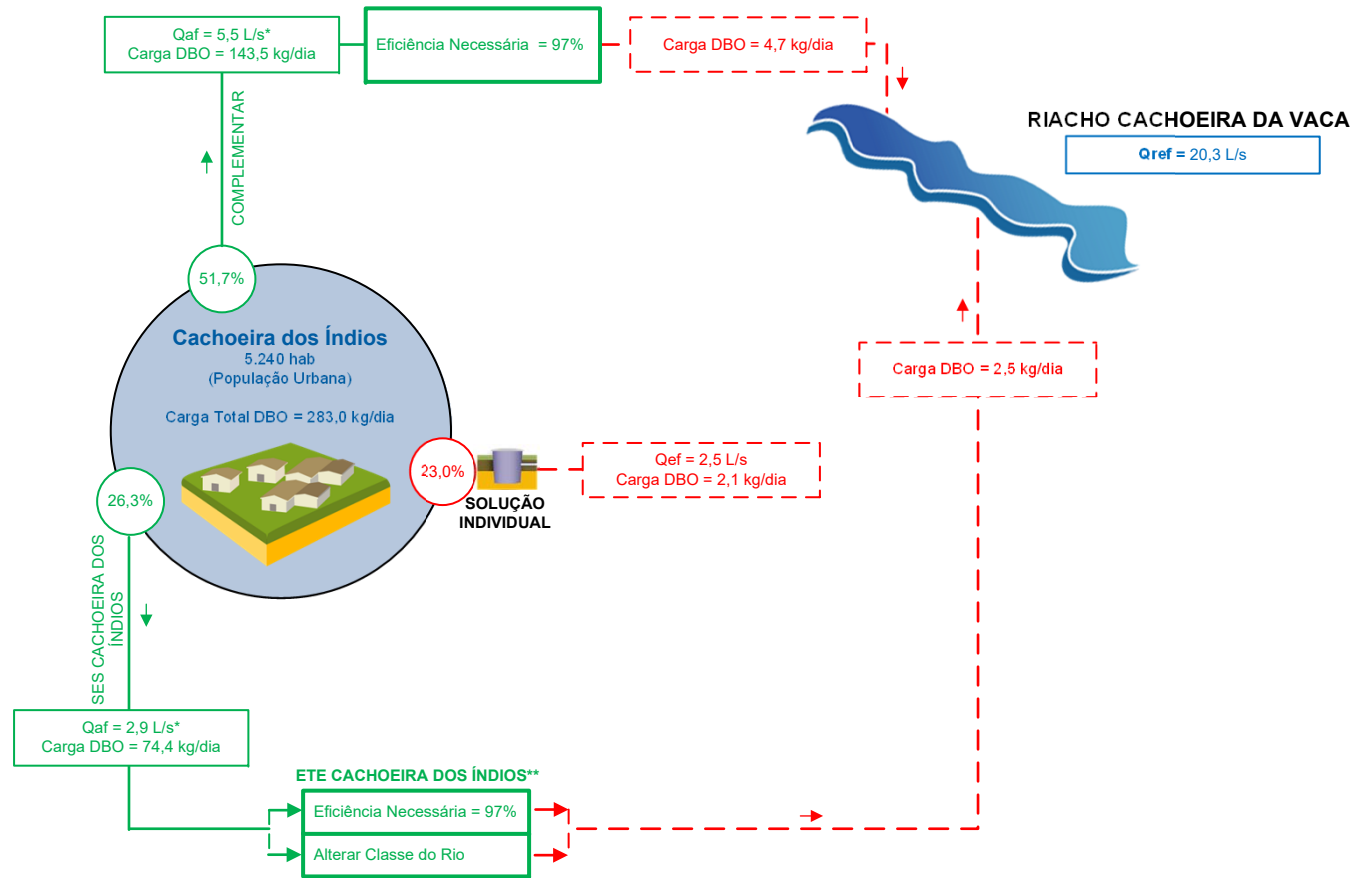 Qaf = 5,5 L/s*
Carga DBO = 143,5 kg/dia
Eficiência Necessária = 97%
Carga DBO = 4,7 kg/dia
RIACHO CACHOEIRA DA VACA
Qref = 20,3 L/s
COMPLEMENTAR
51,7%
Cachoeira dos Índios
5.240 hab
(População Urbana)
Carga Total DBO = 283,0 kg/dia
Carga DBO = 2,5 kg/dia
23,0%
SOLUÇÃO
INDIVIDUAL
Qef = 2,5 L/s
Carga DBO = 2,1 kg/dia
26,3%
SES CACHOEIRA DOS
ÍNDIOS
Qaf = 2,9 L/s*
Carga DBO = 74,4 kg/dia
ETE CACHOEIRA DOS ÍNDIOS**
Eficiência Necessária = 97%
Alterar Classe do Rio